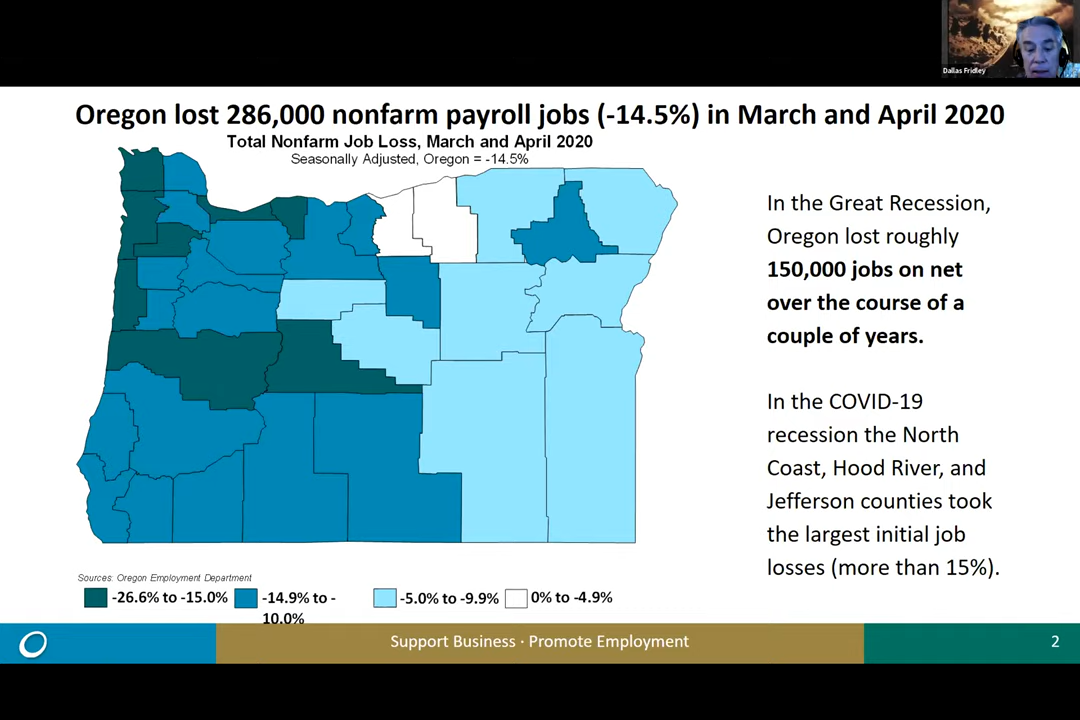 Dallas Fridley
Oregon lost 286,000 nonfarm payroll jobs (-14.5%) in March and April 2020
Total Nonfarm Job Loss, March and April 2020
Seasonally Adjusted, Oregon = -14.5%
In the Great Recession,
Oregon lost roughly
150,000 jobs on net
over the course of a
couple of years.
In the COVID-19
recession the North
Coast, Hood River, and
Jefferson counties took
the largest initial job
losses (more than 15%).
Sources: Oregon Employment Department
-26.6% to -15.0%
-14.9% to -
10.0%
-5.0% to -9.9%
0% to -4.9%
Support Business · Promote Employment
2